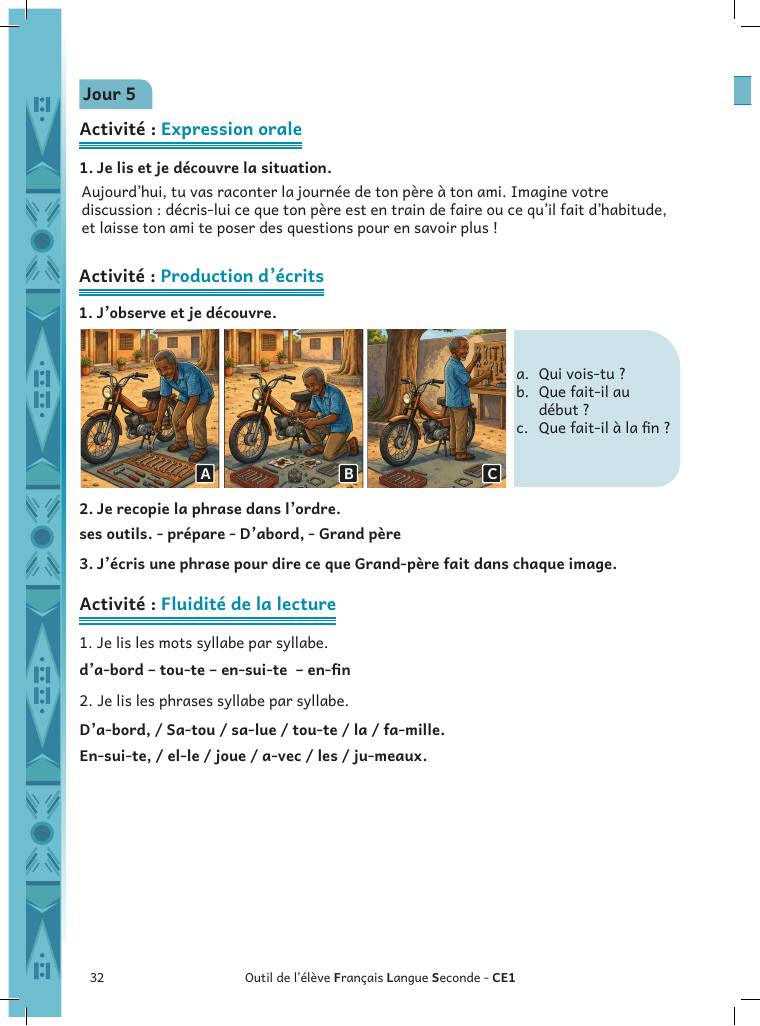 Jour 5
Activité : Expression orale
1. Je lis et je découvre la situation.
Aujourd’hui, tu vas raconter la journée de ton père à ton ami. Imagine votre
discussion : décris-lui ce que ton père est en train de faire ou ce qu’il fait d’habitude,
et laisse ton ami te poser des questions pour en savoir plus !
Activité : Production d’écrits
1. J’observe et je découvre.
A
B
C
a. Qui vois-tu ?
b. Que fait-il au
début ?
c. Que fait-il à la fin ?
2. Je recopie la phrase dans l’ordre.
ses outils. - prépare - D’abord, - Grand père
3. J’écris une phrase pour dire ce que Grand-père fait dans chaque image.
Activité : Fluidité de la lecture
1. Je lis les mots syllabe par syllabe.
d’a-bord – tou-te – en-sui-te – en-fin
2. Je lis les phrases syllabe par syllabe.
D’a-bord, / Sa-tou / sa-lue / tou-te / la / fa-mille.
En-sui-te, / el-le / joue / a-vec / les / ju-meaux.
32
Outil de l’élève Français Langue Seconde - CE1